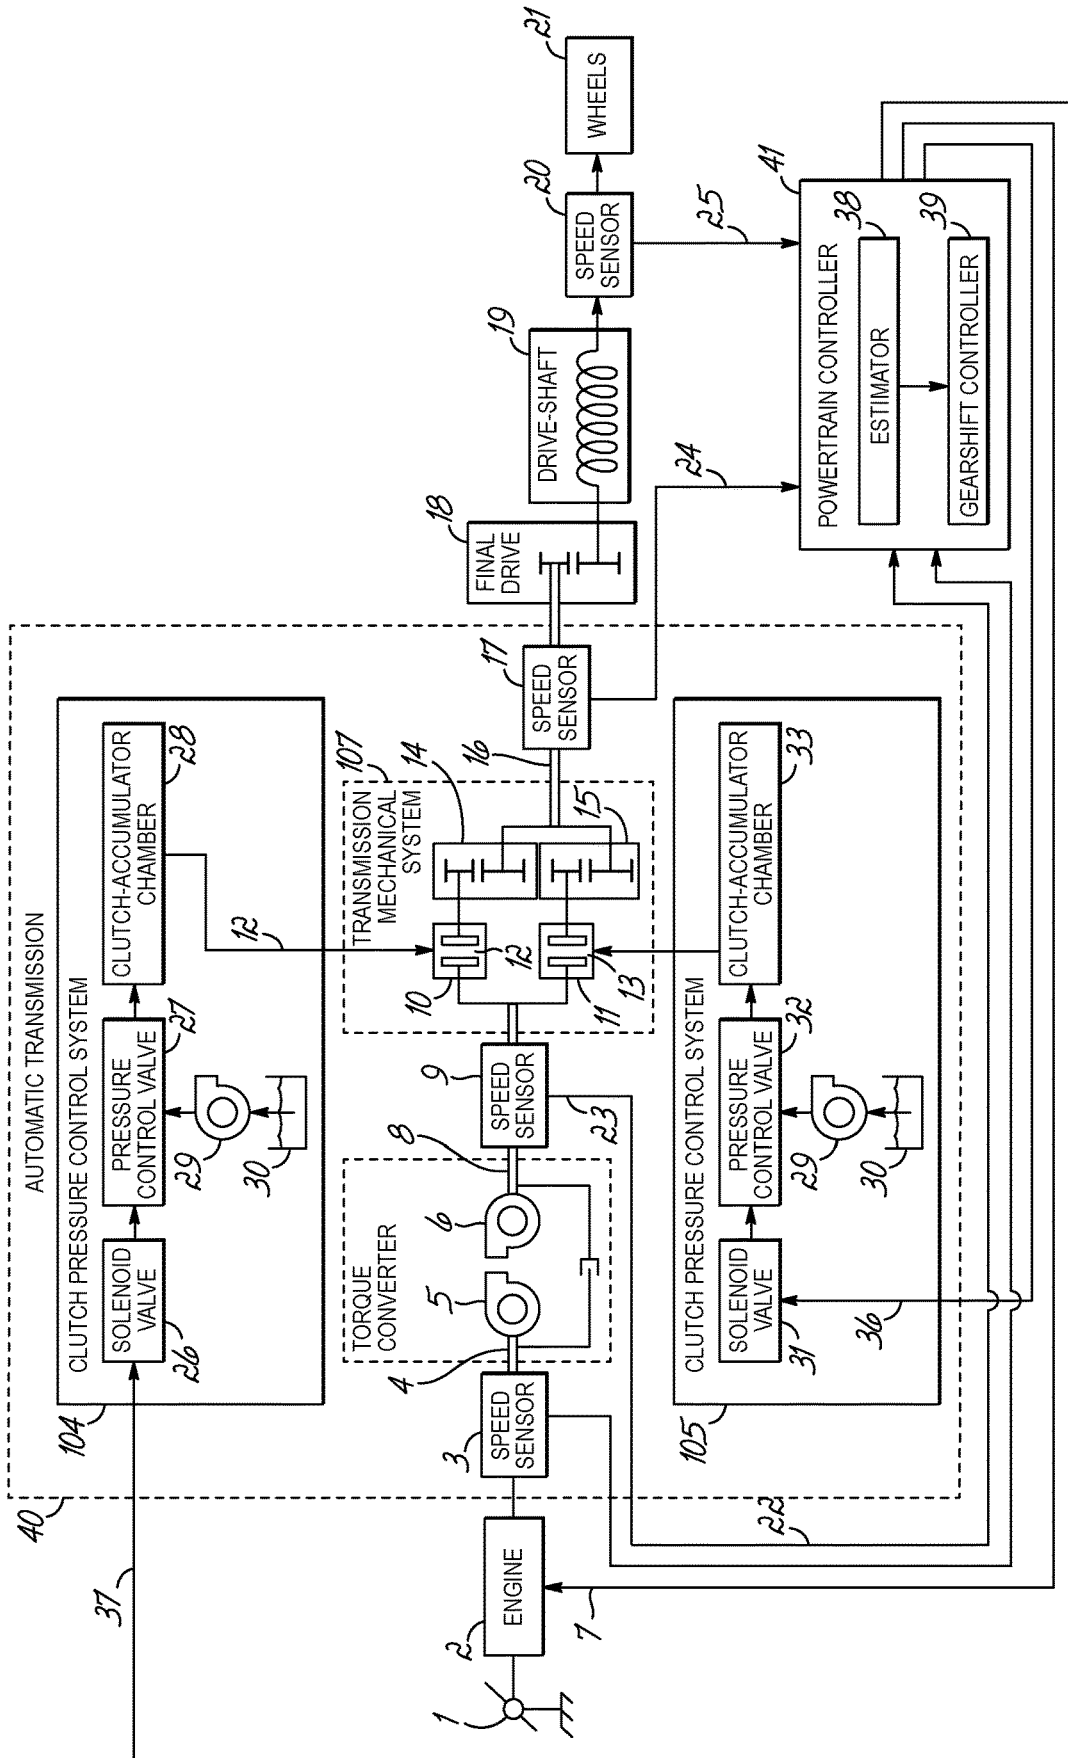 AUTOMATIC TRANSMISSION
40
37
104
CLUTCH PRESSURE CONTROL SYSTEM
SOLENOID
VALVE
26
PRESSURE
CONTROL VALVE
27
29
30
CLUTCH-ACCUMULATOR
CHAMBER
28
12
TORQUE
CONVERTER
TRANSMISSION
MECHANICAL
SYSTEM
107
1
2
ENGINE
7
3
SPEED
SENSOR
4
5
6
8
9
SPEED
SENSOR
23
22
10
12
11
13
14
15
16
17
SPEED
SENSOR
18
FINAL
DRIVE
19
DRIVE-SHAFT
20
SPEED
SENSOR
21
WHEELS
24
25
105
CLUTCH PRESSURE CONTROL SYSTEM
SOLENOID
VALVE
31
36
PRESSURE
CONTROL VALVE
32
29
30
CLUTCH-ACCUMULATOR
CHAMBER
33
41
POWERTRAIN CONTROLLER
ESTIMATOR
38
GEARSHIFT CONTROLLER
39